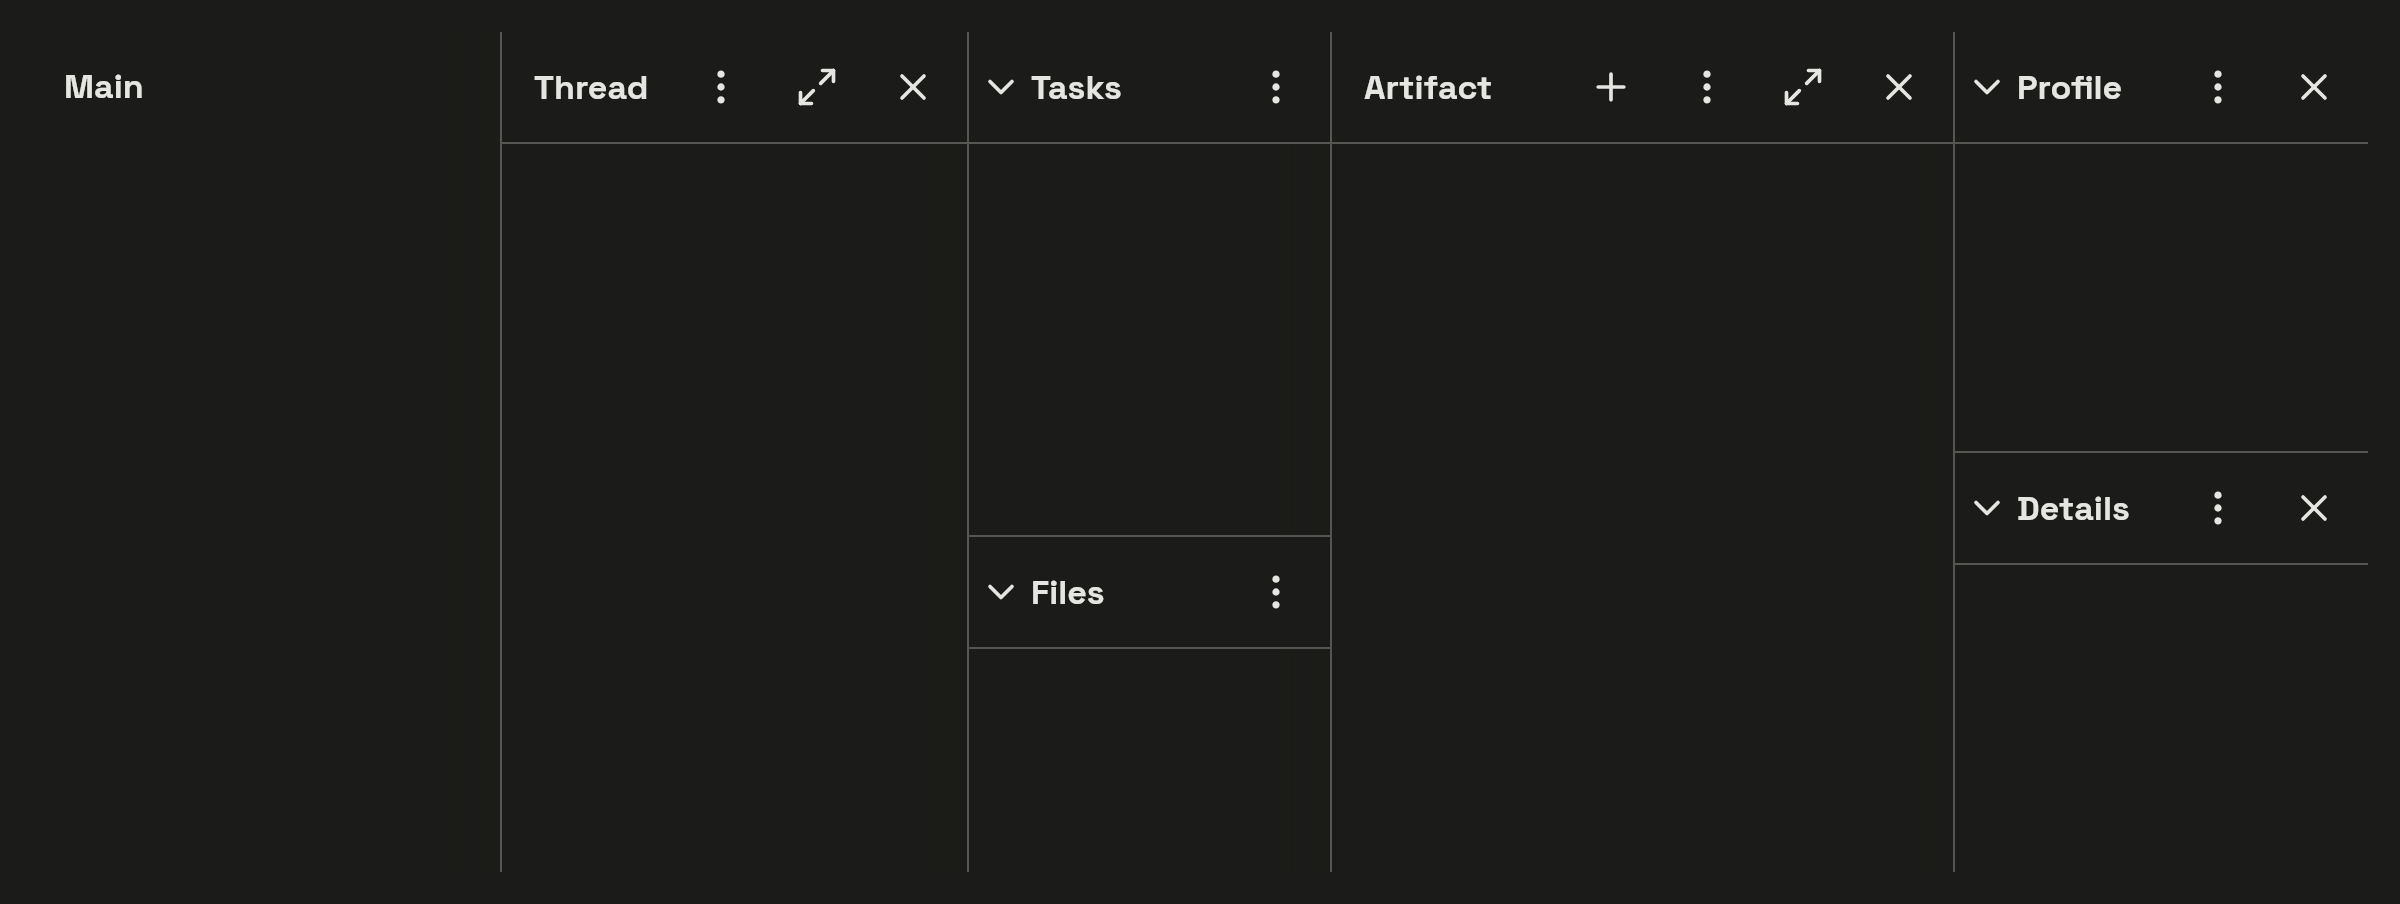 Main
Thread
Tasks
Artifact
Profile
Details
Files